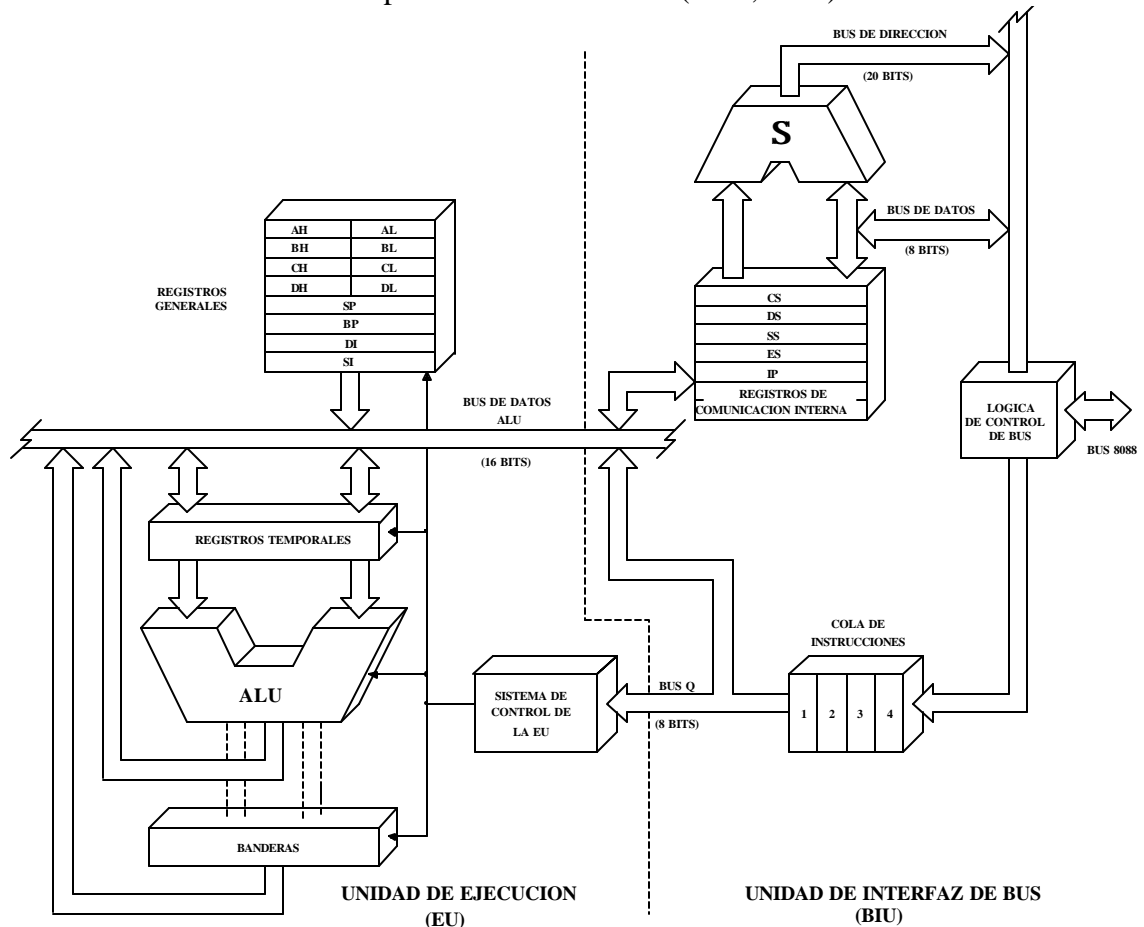 BUS DE DIRECCION
(20 BITS)
S
BUS DE DATOS
(8 BITS)
AH AL
BH BL
CH CL
DH DL
SP
BP
DI
SI
REGISTROS
GENERALES
CS
DS
SS
ES
IP
REGISTROS DE
COMUNICACION INTERNA
BUS DE DATOS
ALU
(16 BITS)
LOGICA
DE CONTROL
DE BUS
BUS 8088
REGISTROS TEMPORALES
ALU
COLA DE
INSTRUCCIONES
1 2 3 4
SISTEMA DE
CONTROL DE
LA EU
BUS Q
(8 BITS)
BANDERAS
UNIDAD DE EJECUCION
(EU)
UNIDAD DE INTERFAZ DE BUS
(BIU)